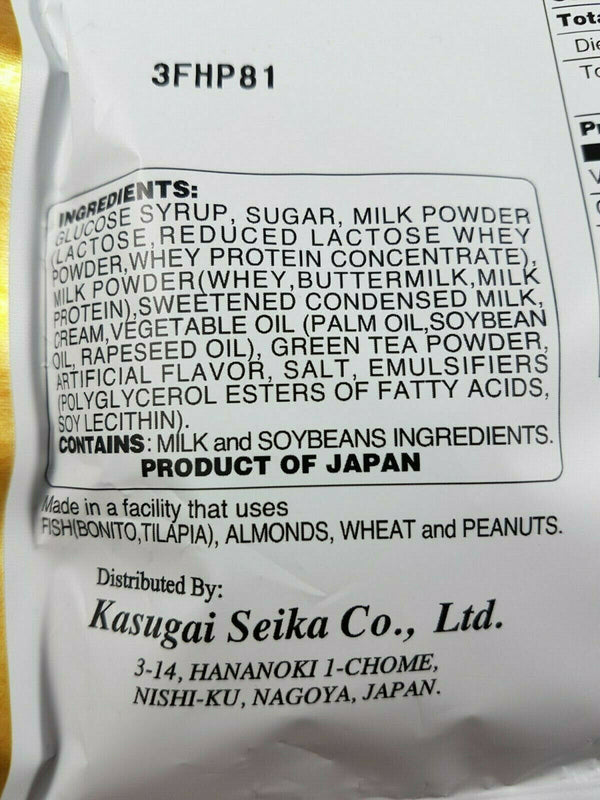 3FHP81
INGREDIENTS:
GLUCOSE SYRUP, SUGAR, MILK POWDER
(LACTOSE,REDUCED LACTOSE WHEY
POWDER,WHEY PROTEIN CONCENTRATE),
MILK POWDER(WHEY,BUTTERMILK,MILK
PROTEIN),SWEETENED CONDENSED MILK,
CREAM,VEGETABLE OIL (PALM OIL,SOYBEAN
OIL, RAPESEED OIL), GREEN TEA POWDER,
ARTIFICIAL FLAVOR, SALT, EMULSIFIERS
(POLYGLYCEROL ESTERS OF FATTY ACIDS,
SOY LECITHIN).
CONTAINS: MILK and SOYBEANS INGREDIENTS.
PRODUCT OF JAPAN
Made in a facility that uses
FISH(BONITO,TILAPIA), ALMONDS, WHEAT and PEANUTS.
Distributed By:
Kasugai Seika Co., Ltd.
3-14, HANANOKI 1-CHOME,
NISHI-KU, NAGOYA, JAPAN.